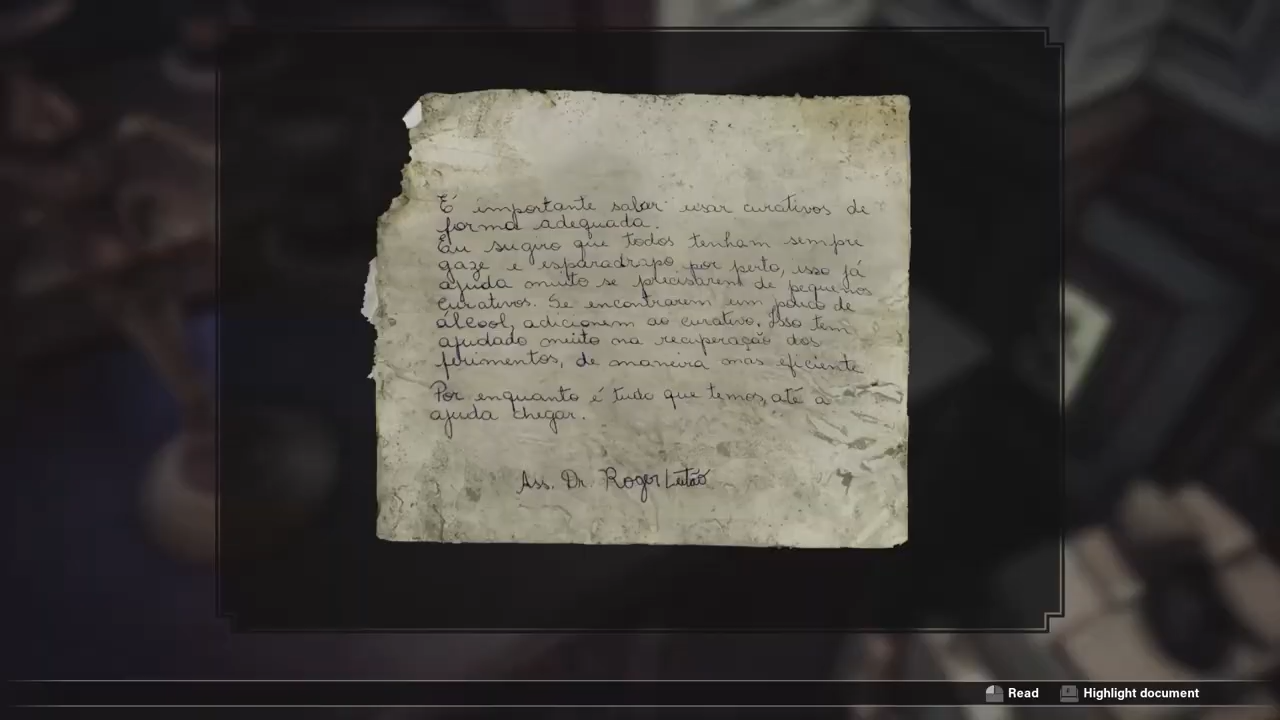 É importante saber usar curativos de
forma adequada.
Eu sugiro que todos tenham sempre
gaze e esparadrapo por perto, isso já
ajuda muito se precisarem de pequenos
curativos. Se encontrarem um pouco de
álcool, adicionem ao curativo. Isso tem
ajudado muito na recuperação dos
ferimentos, de maneira mas eficiente
Por enquanto é tudo que temos, até a
ajuda chegar.
Ass. Dr. Roger Leitão
Read
Highlight document